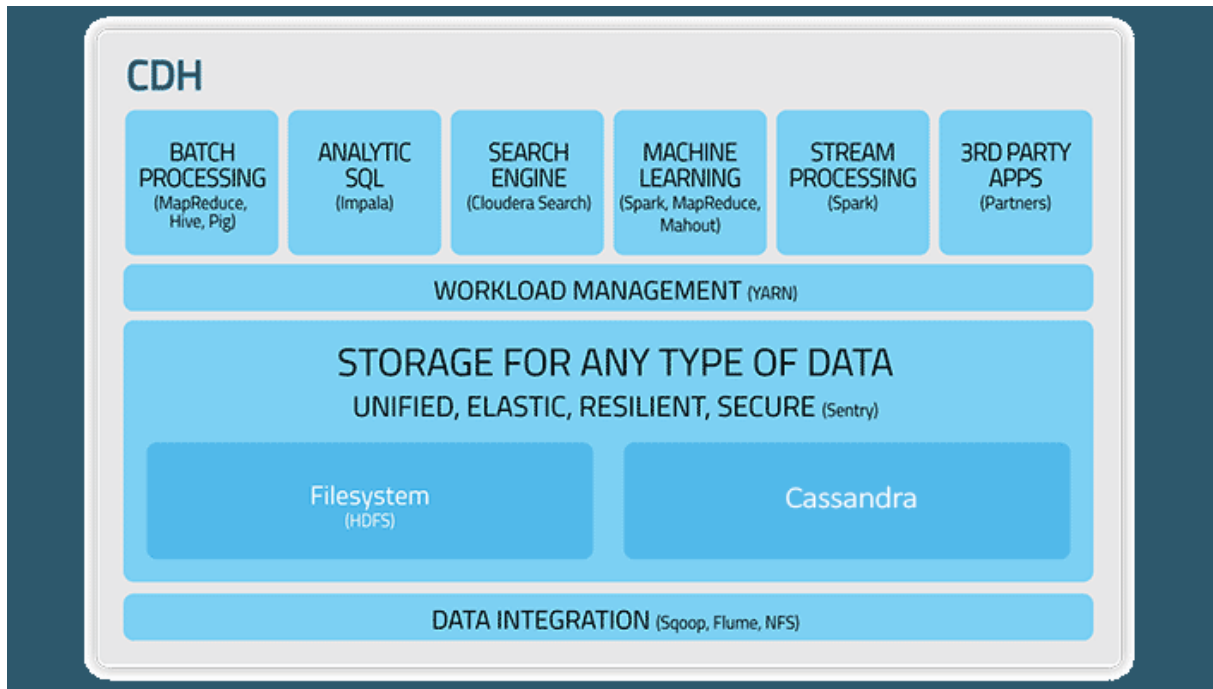 CDH
BATCH
PROCESSING
(MapReduce,
Hive, Pig)
ANALYTIC
SQL
(Impala)
SEARCH
ENGINE
(Cloudera Search)
MACHINE
LEARNING
(Spark, MapReduce,
Mahout)
STREAM
PROCESSING
(Spark)
3RD PARTY
APPS
(Partners)
WORKLOAD MANAGEMENT (YARN)
STORAGE FOR ANY TYPE OF DATA
UNIFIED, ELASTIC, RESILIENT, SECURE (Sentry)
Filesystem
(HDFS)
Cassandra
DATA INTEGRATION (Sqoop, Flume, NFS)